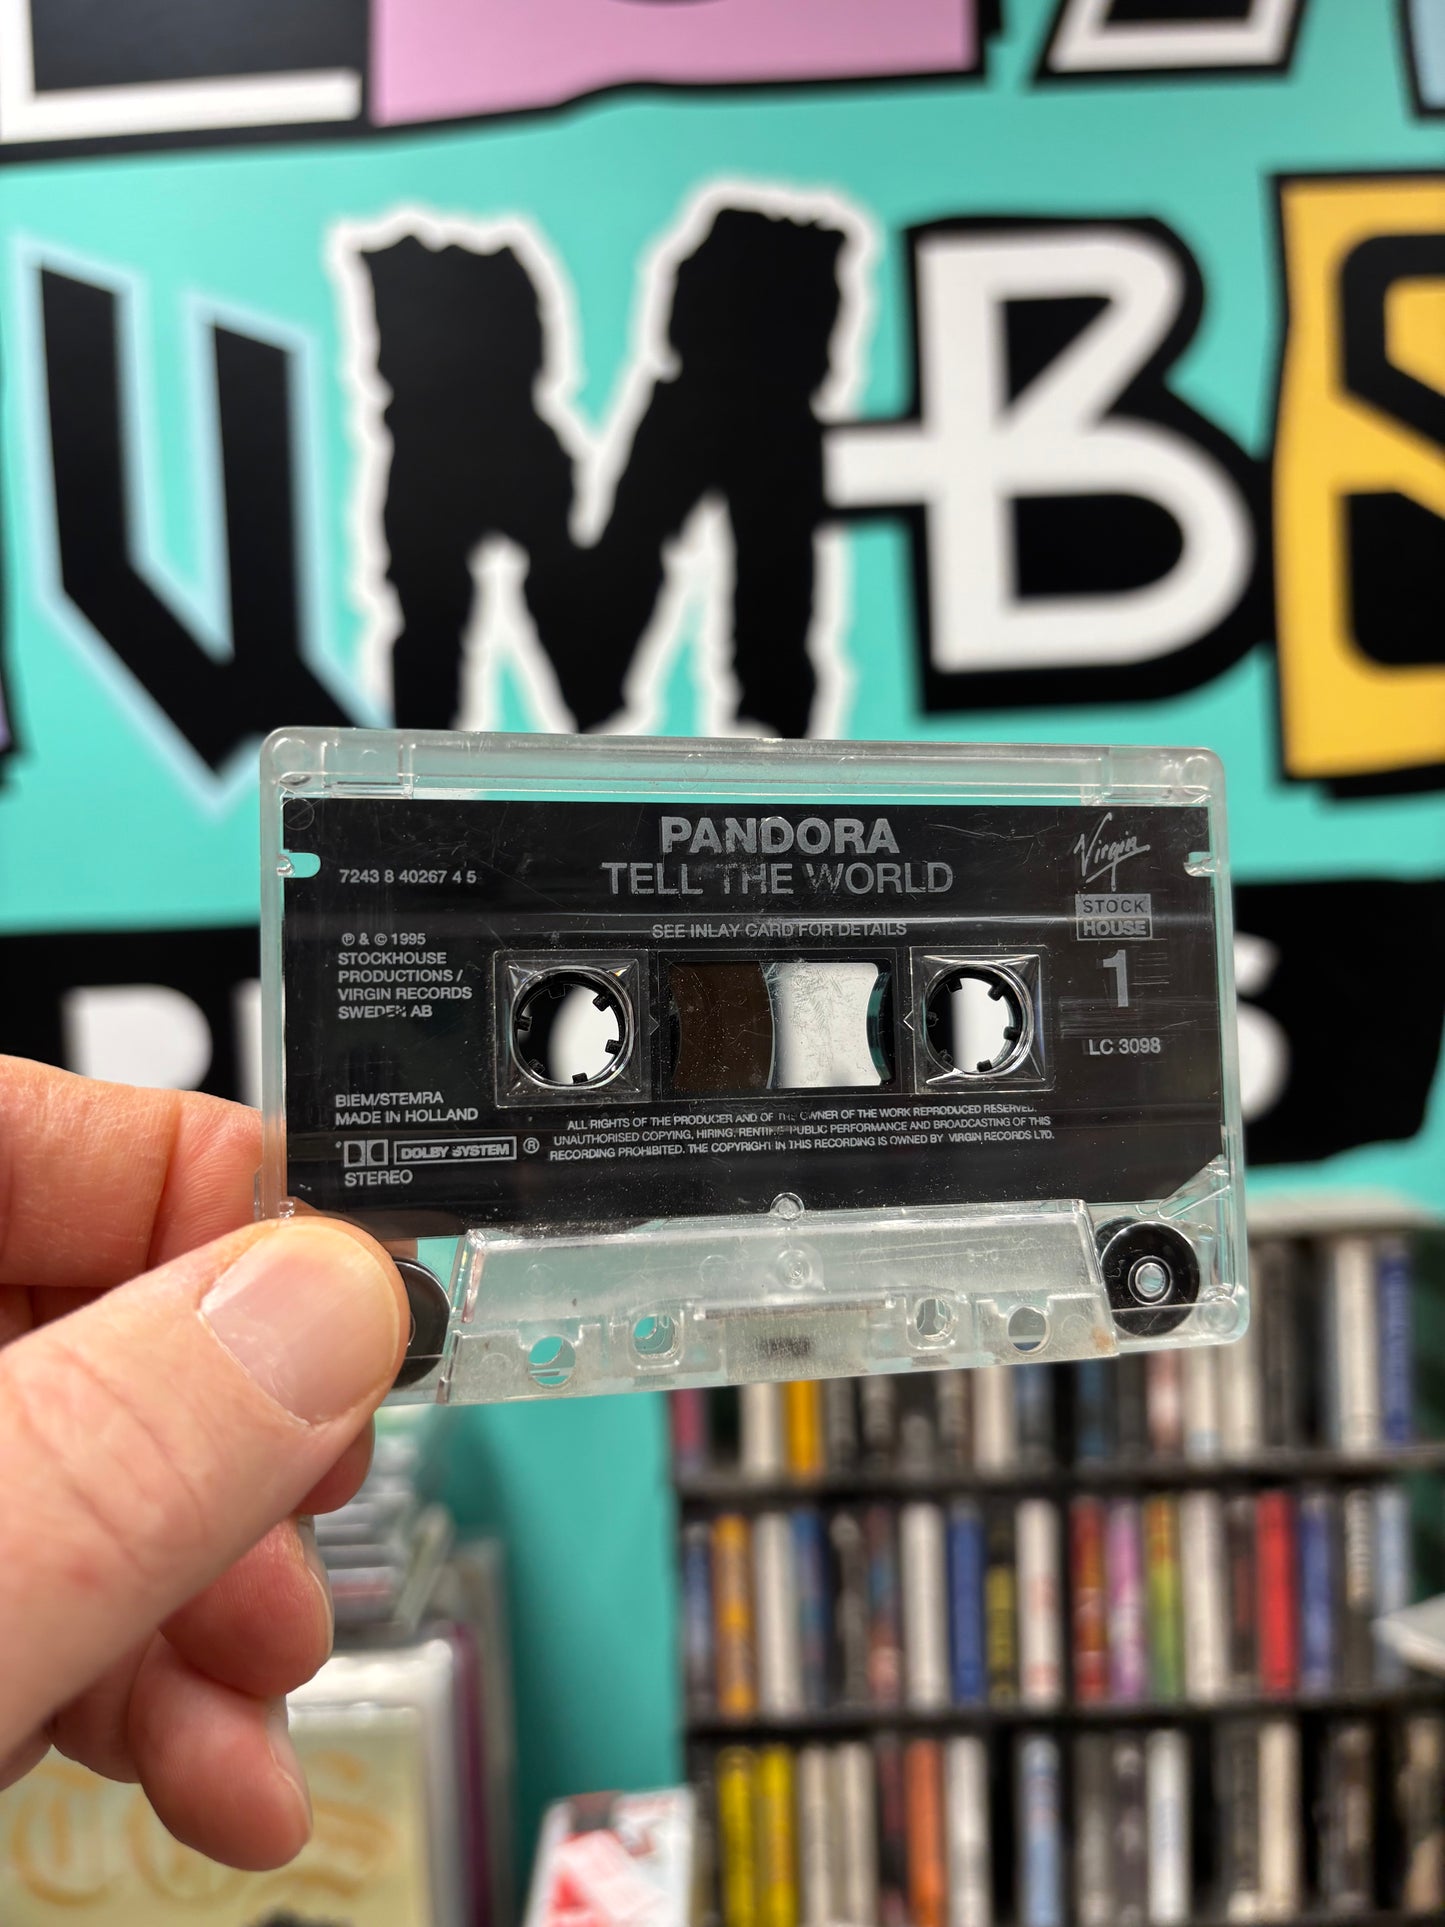 UMBS
PANDORA
TELL THE WORLD
Virgin
7243 8 40267 4 5
STOCK
HOUSE
SEE INLAY CARD FOR DETAILS
1
℗ & © 1995
STOCKHOUSE
PRODUCTIONS /
VIRGIN RECORDS
SWEDEN AB
LC 3098
BIEM/STEMRA
MADE IN HOLLAND
DOLBY SYSTEM ®
STEREO
ALL RIGHTS OF THE PRODUCER AND OF THE OWNER OF THE WORK REPRODUCED RESERVED.
UNAUTHORISED COPYING, HIRING, RENTING PUBLIC PERFORMANCE AND BROADCASTING OF THIS
RECORDING PROHIBITED. THE COPYRIGHT IN THIS RECORDING IS OWNED BY VIRGIN RECORDS LTD.